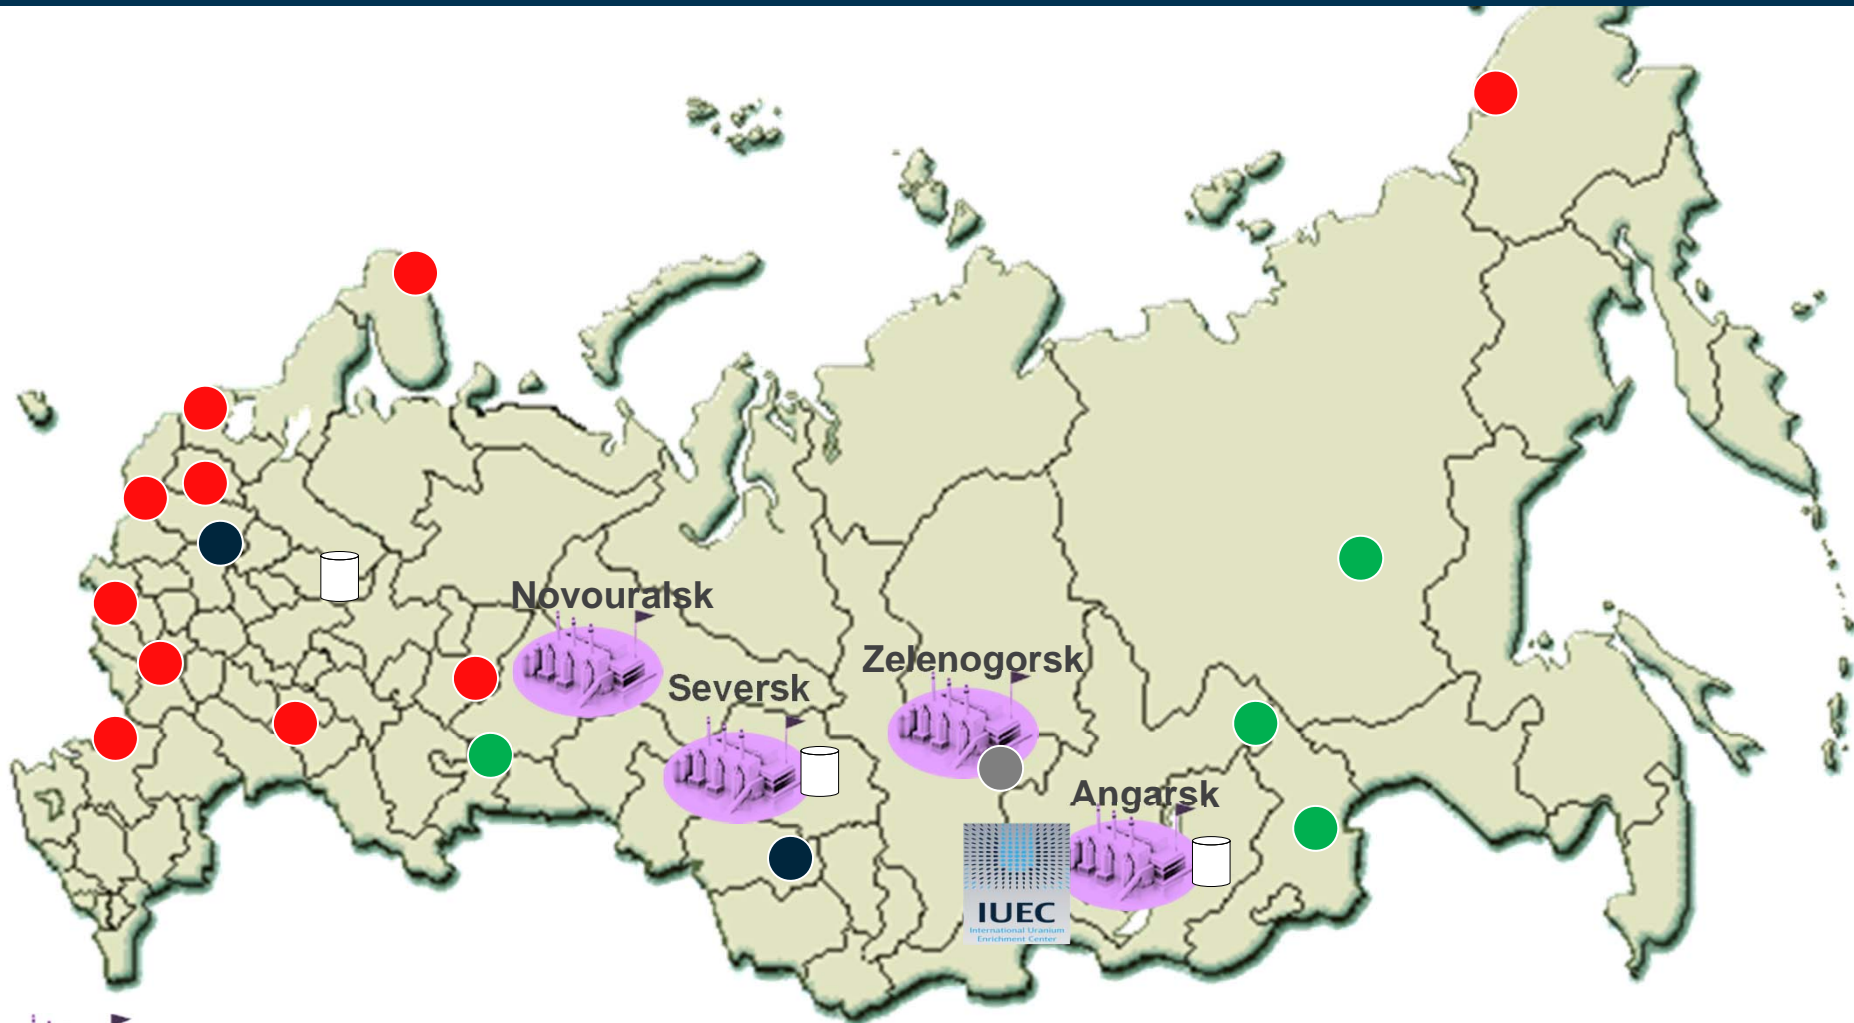 Novouralsk
Zelenogorsk
Seversk
Angarsk
IUEC
International Uranium
Enrichment Center